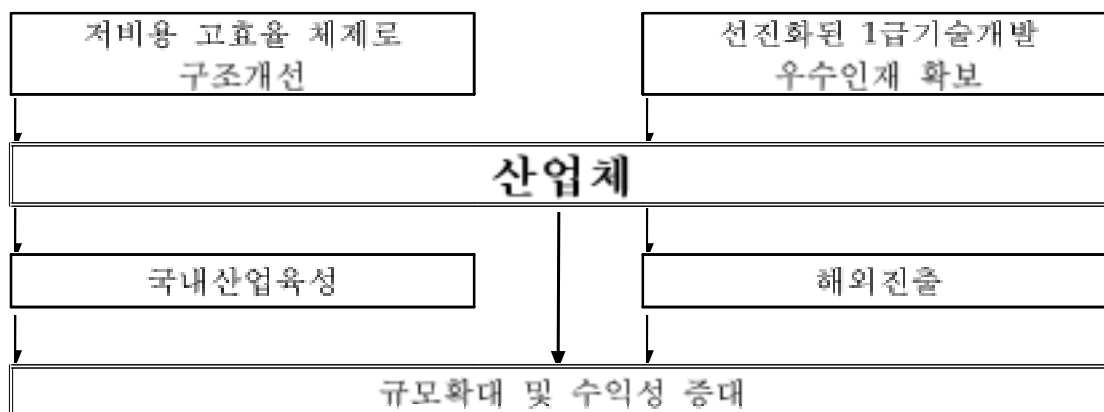 저비용 고효율 체제로
구조개선
선진화된 1급기술개발
우수인재 확보
산업체
국내산업육성
해외진출
규모확대 및 수익성 증대